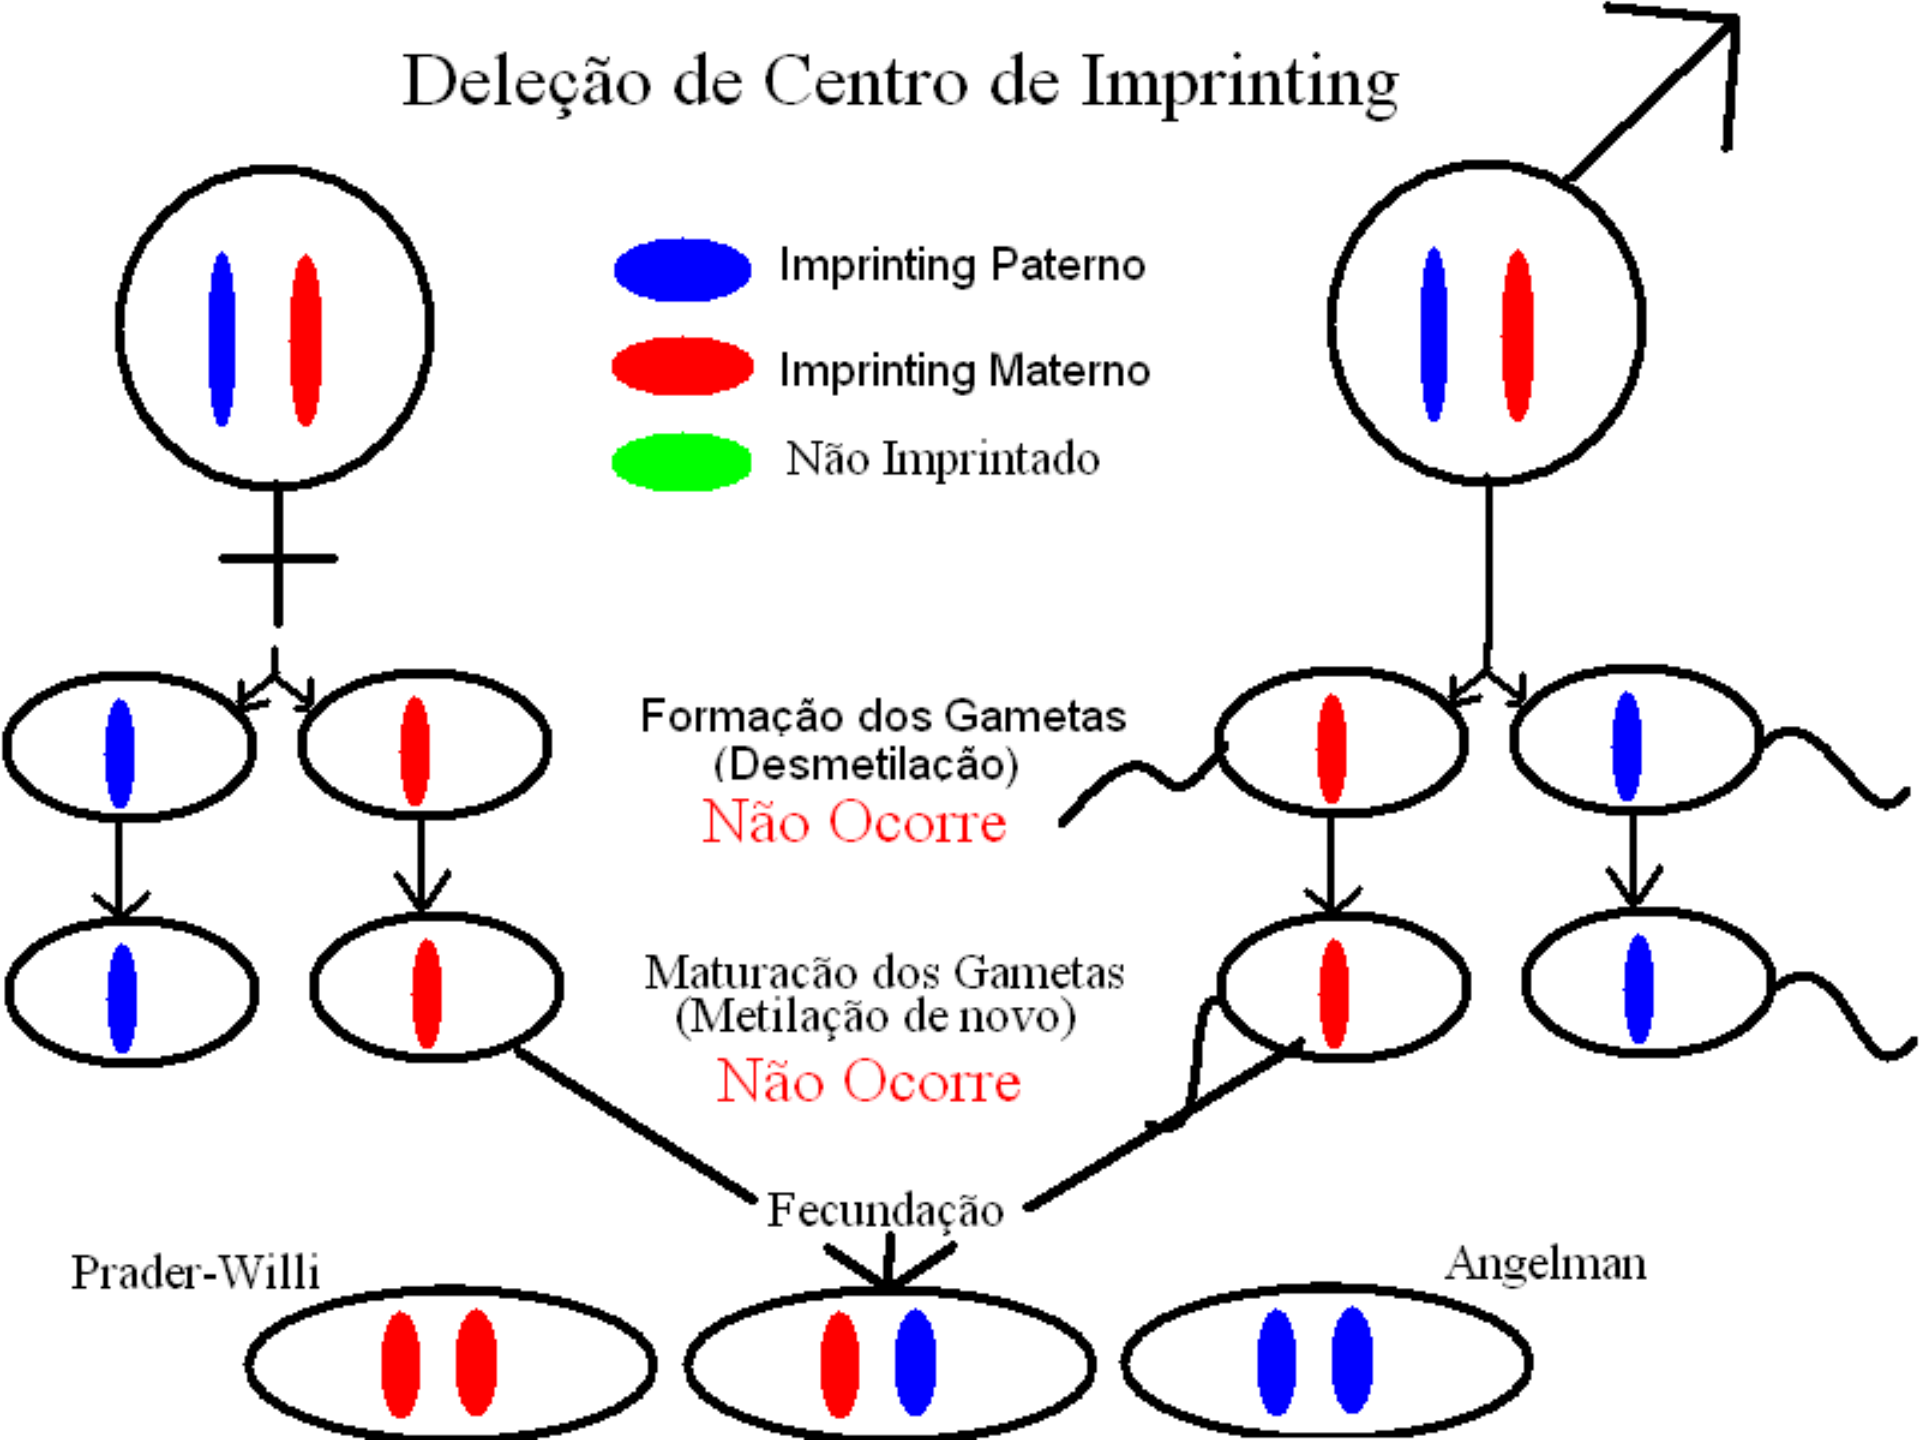 Deleção de Centro de Imprinting
Imprinting Paterno
Imprinting Materno
Não Imprintado
Formação dos Gametas
(Desmetilacão)
Não Ocorre
Maturacão dos Gametas
(Metilação de novo)
Não Ocorre
Fecundação
Prader-Willi
Angelman